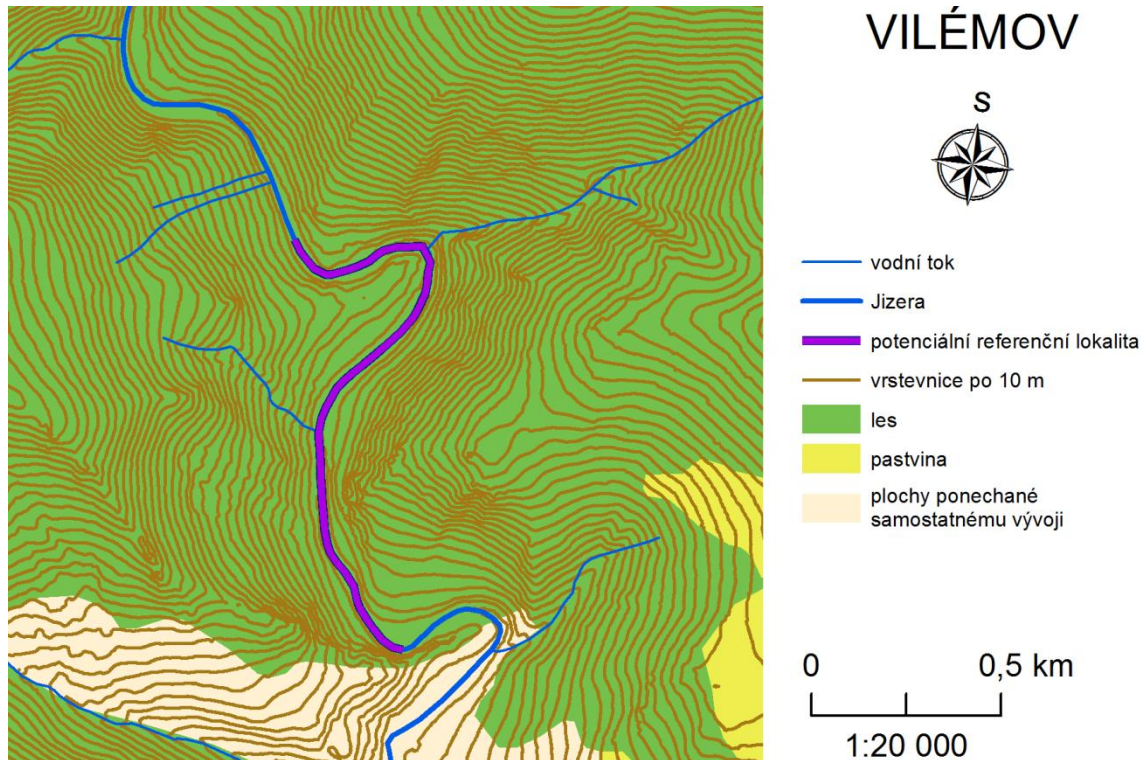 VILÉMOV
S
vodní tok
Jizera
potenciální referenční lokalita
vrstevnice po 10 m
les
pastvina
plochy ponechané
samostatnému vývoji
0 0,5 km
1:20 000